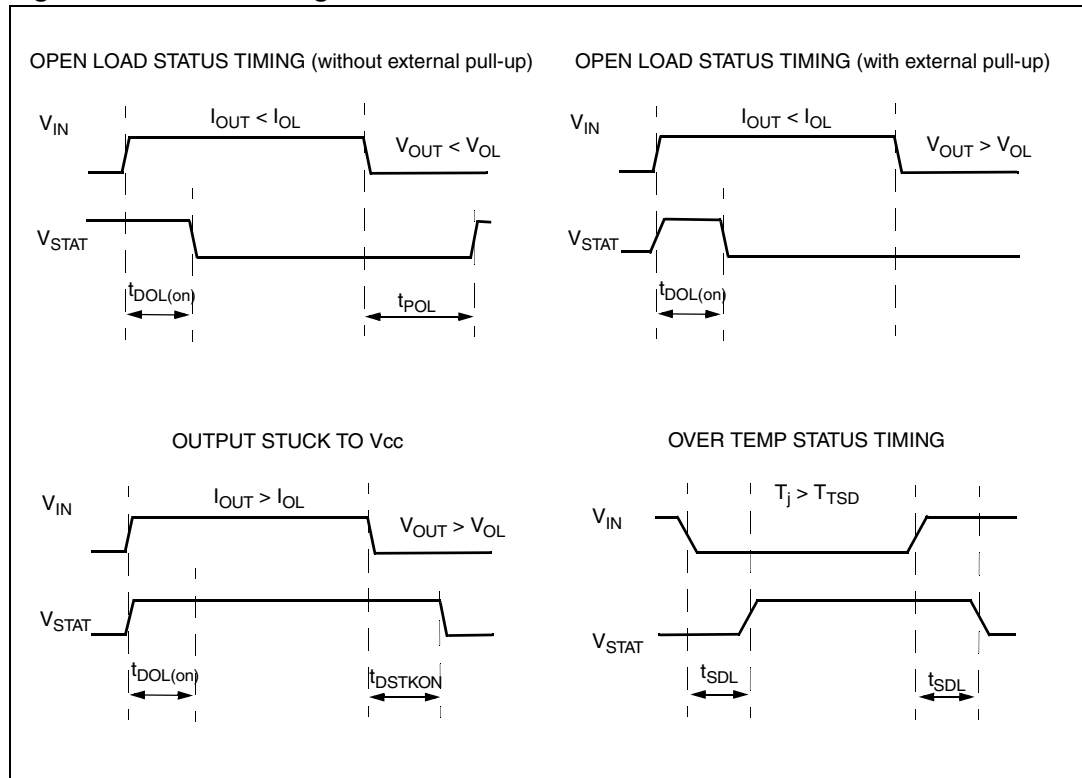 OPEN LOAD STATUS TIMING (without external pull-up)
V_IN
I_OUT < I_OL
V_OUT < V_OL
V_STAT
t_DOL(on)
t_POL
OPEN LOAD STATUS TIMING (with external pull-up)
V_IN
I_OUT < I_OL
V_OUT > V_OL
V_STAT
t_DOL(on)
OUTPUT STUCK TO Vcc
V_IN
I_OUT > I_OL
V_OUT > V_OL
V_STAT
t_DOL(on)
t_DSTKON
OVER TEMP STATUS TIMING
V_IN
T_j > T_TSD
V_STAT
t_SDL
t_SDL